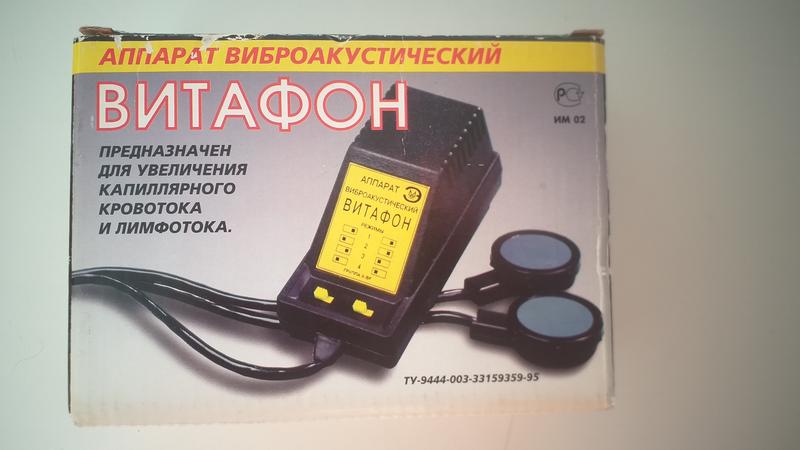 АППАРАТ ВИБРОАКУСТИЧЕСКИЙ
ВИТАФОН
РС
ИМ 02
ПРЕДНАЗНАЧЕН
ДЛЯ УВЕЛИЧЕНИЯ
КАПИЛЛЯРНОГО
КРОВОТОКА
И ЛИМФОТОКА.
АППАРАТ
ВИБРОАКУСТИЧЕСКИЙ
ВИТАФОН
РЕЖИМЫ
1
2
3
4
ТУ-9444-003-33159359-95